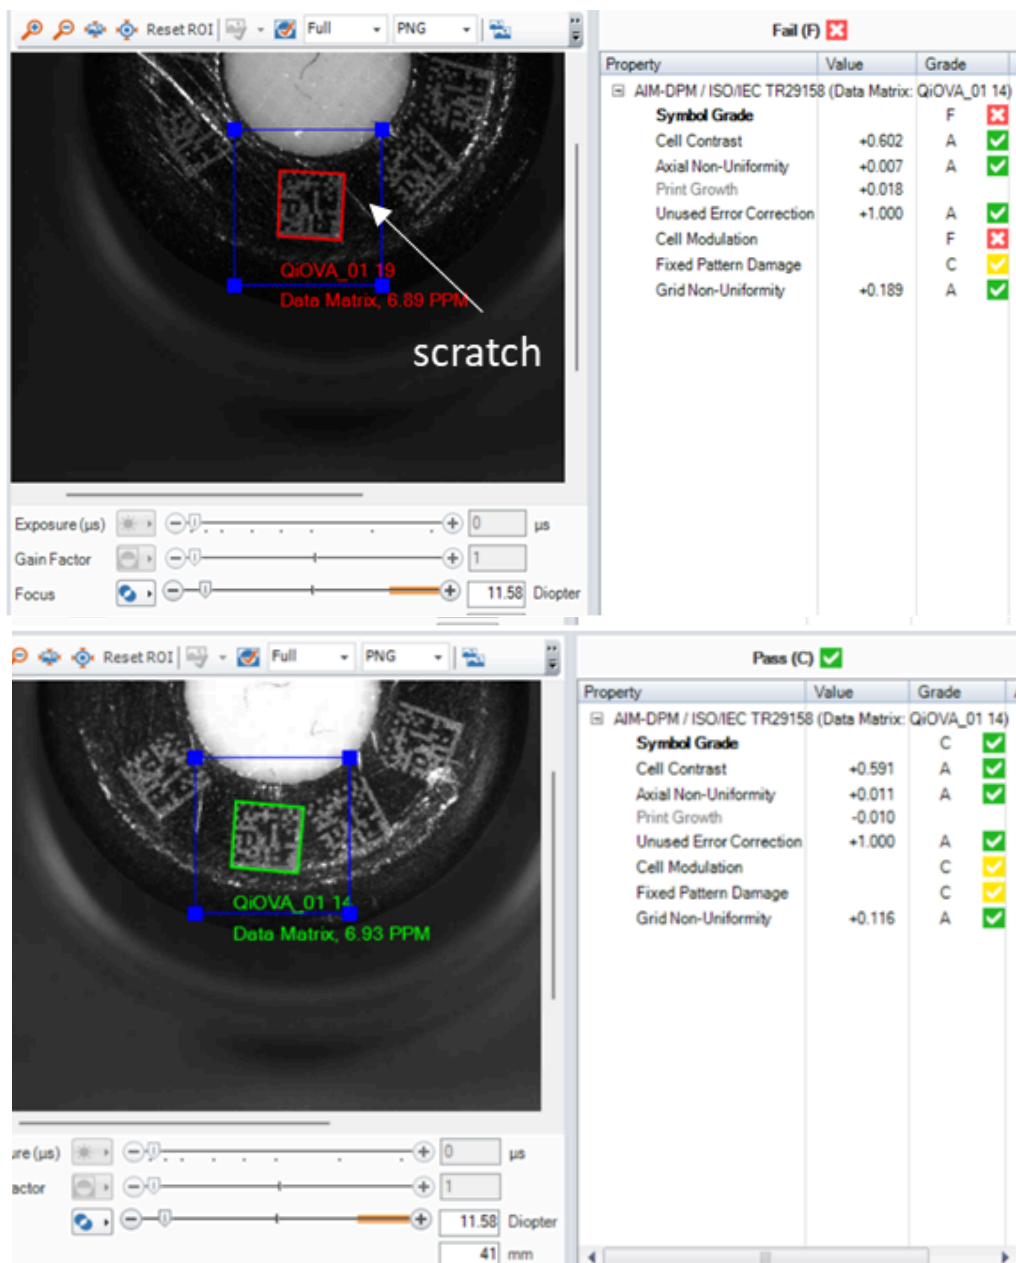 Reset ROI Full PNG
Fail (F)
Property Value Grade
AIM-DPM / ISO/IEC TR29158 (Data Matrix: QiOVA_01 14)
Symbol Grade F
Cell Contrast +0.602 A
Axial Non-Uniformity +0.007 A
Print Growth +0.018
Unused Error Correction +1.000 A
Cell Modulation F
Fixed Pattern Damage C
Grid Non-Uniformity +0.189 A
QiOVA_01 19
Data Matrix, 6.89 PPM
scratch
Exposure (µs) 0 µs
Gain Factor 1
Focus 11.58 Diopter
Reset ROI Full PNG
Pass (C)
Property Value Grade
AIM-DPM / ISO/IEC TR29158 (Data Matrix: QiOVA_01 14)
Symbol Grade C
Cell Contrast +0.591 A
Axial Non-Uniformity +0.011 A
Print Growth -0.010
Unused Error Correction +1.000 A
Cell Modulation C
Fixed Pattern Damage C
Grid Non-Uniformity +0.116 A
QiOVA_01 14
Data Matrix, 6.93 PPM
ure (µs) 0 µs
actor 1
11.58 Diopter
41 mm